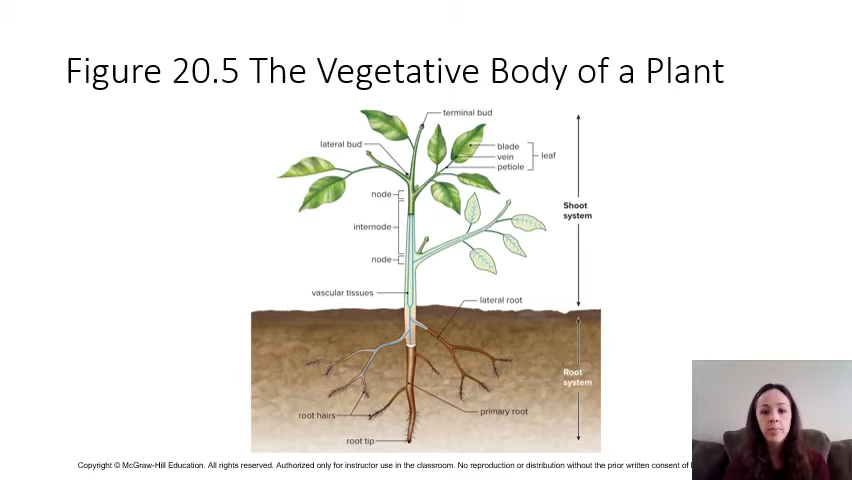 Figure 20.5 The Vegetative Body of a Plant
terminal bud
lateral bud
blade
vein
petiole
leaf
node
internode
node
Shoot
system
vascular tissues
lateral root
Root
system
root hairs
primary root
root tip
Copyright © McGraw-Hill Education. All rights reserved. Authorized only for instructor use in the classroom. No reproduction or distribution without the prior written consent of